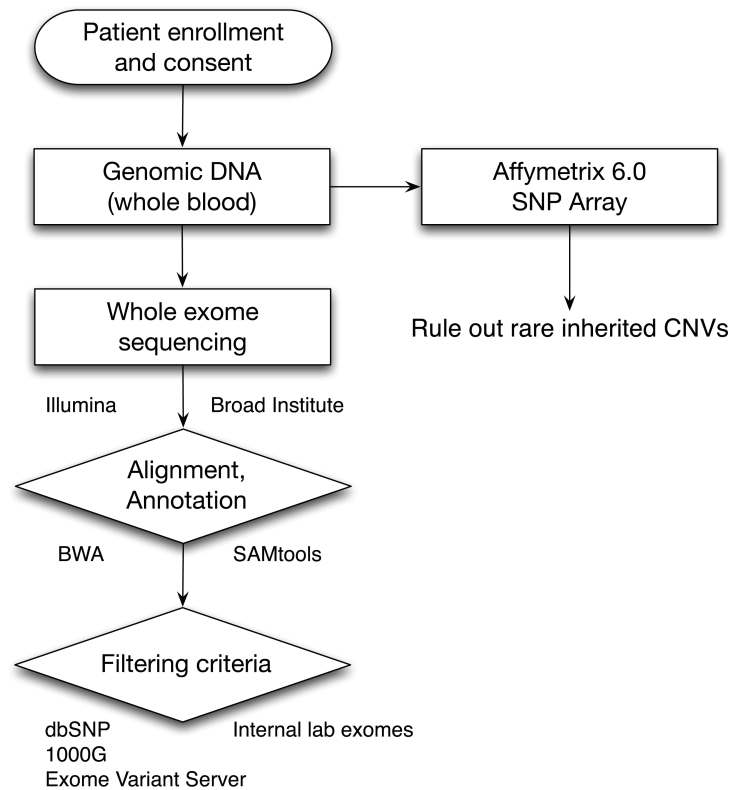 Patient enrollment
and consent
Genomic DNA
(whole blood)
Affymetrix 6.0
SNP Array
Whole exome
sequencing
Rule out rare inherited CNVs
Illumina
Broad Institute
Alignment,
Annotation
BWA
SAMtools
Filtering criteria
dbSNP
Internal lab exomes
1000G
Exome Variant Server